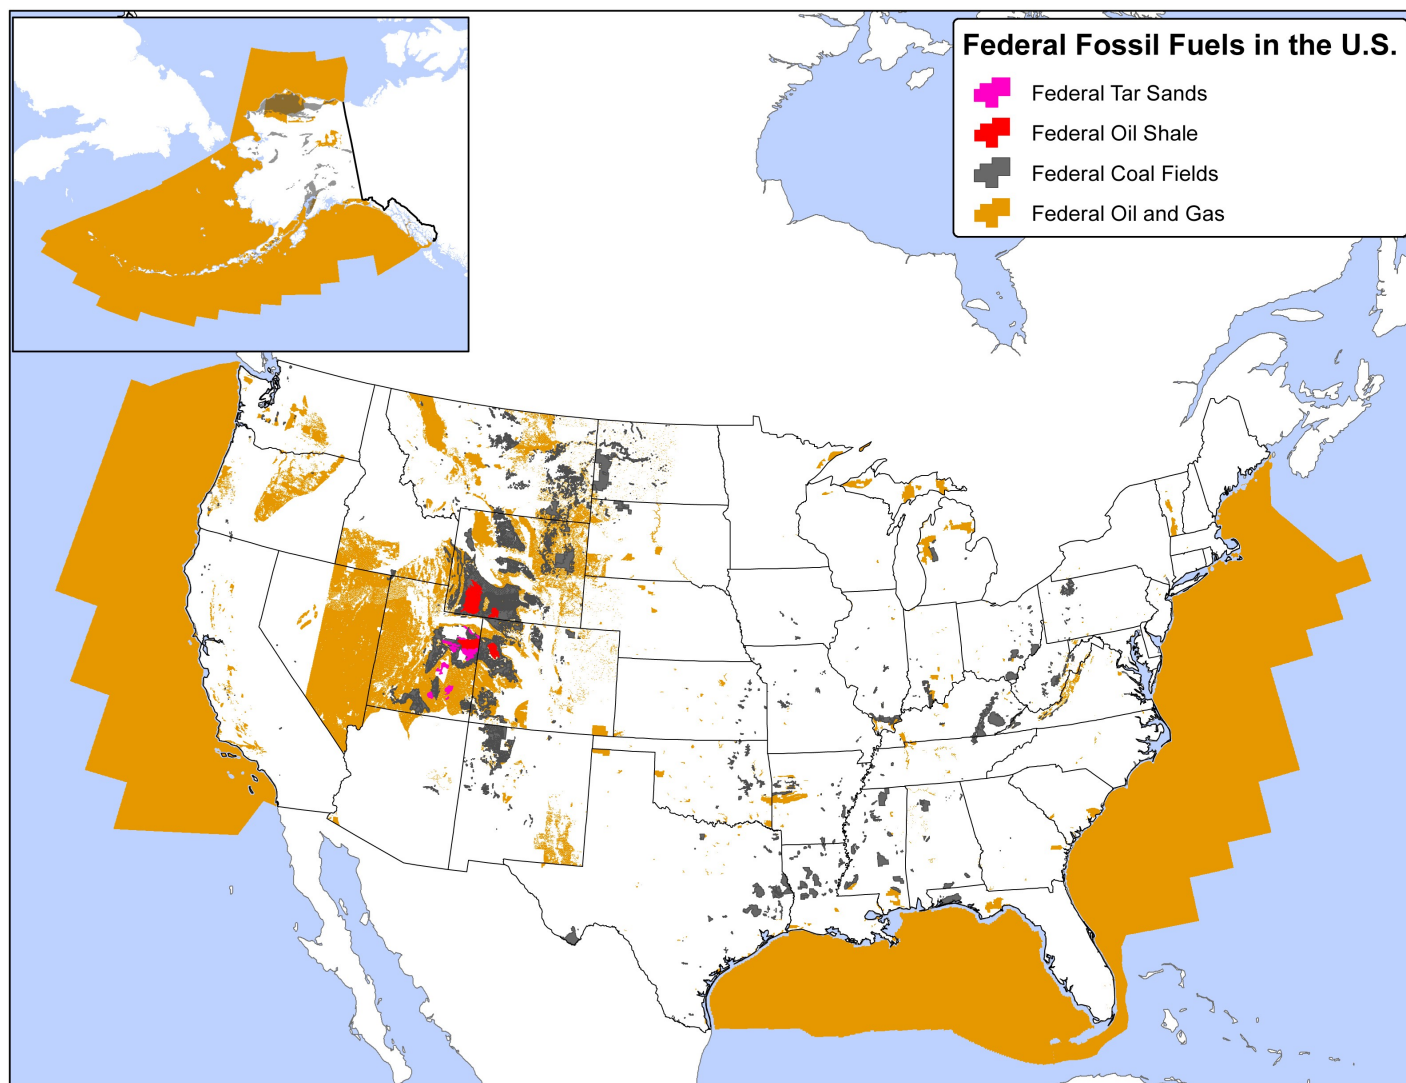 Federal Fossil Fuels in the U.S.
Federal Tar Sands
Federal Oil Shale
Federal Coal Fields
Federal Oil and Gas